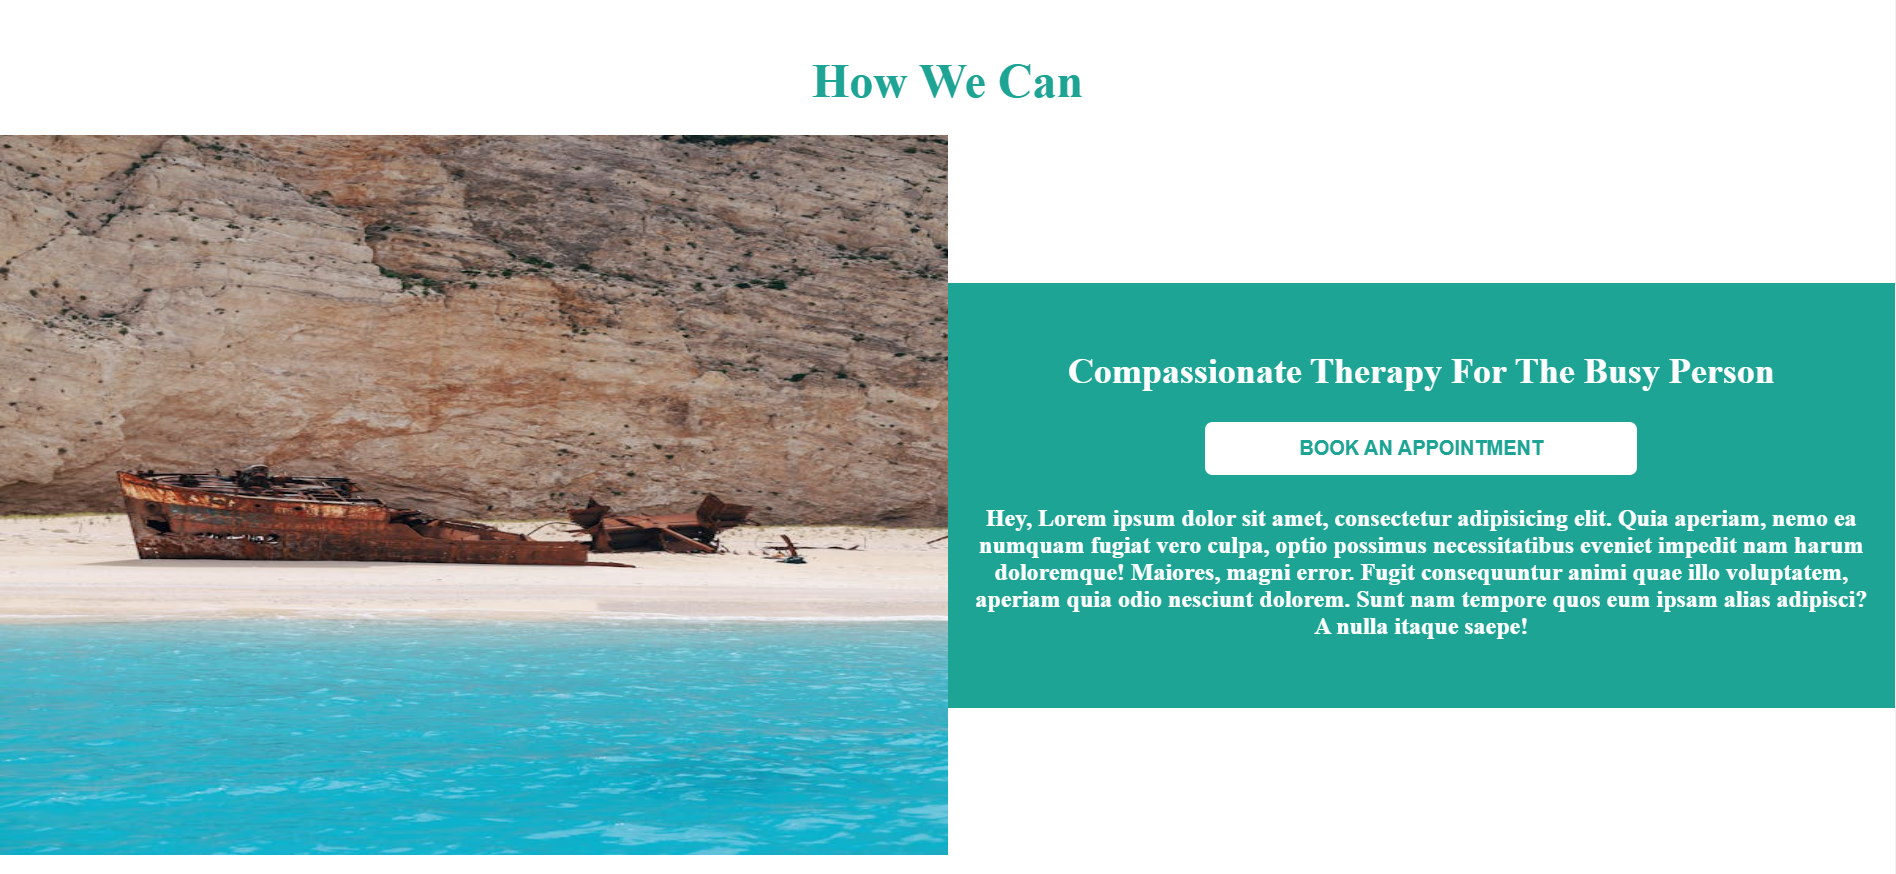 How We Can
Compassionate Therapy For The Busy Person
BOOK AN APPOINTMENT
Hey, Lorem ipsum dolor sit amet, consectetur adipisicing elit. Quia aperiam, nemo ea
numquam fugiat vero culpa, optio possimus necessitatibus eveniet impedit nam harum
doloremque! Maiores, magni error. Fugit consequuntur animi quae illo voluptatem,
aperiam quia odio nesciunt dolorem. Sunt nam tempore quos eum ipsam alias adipisci?
A nulla itaque saepe!